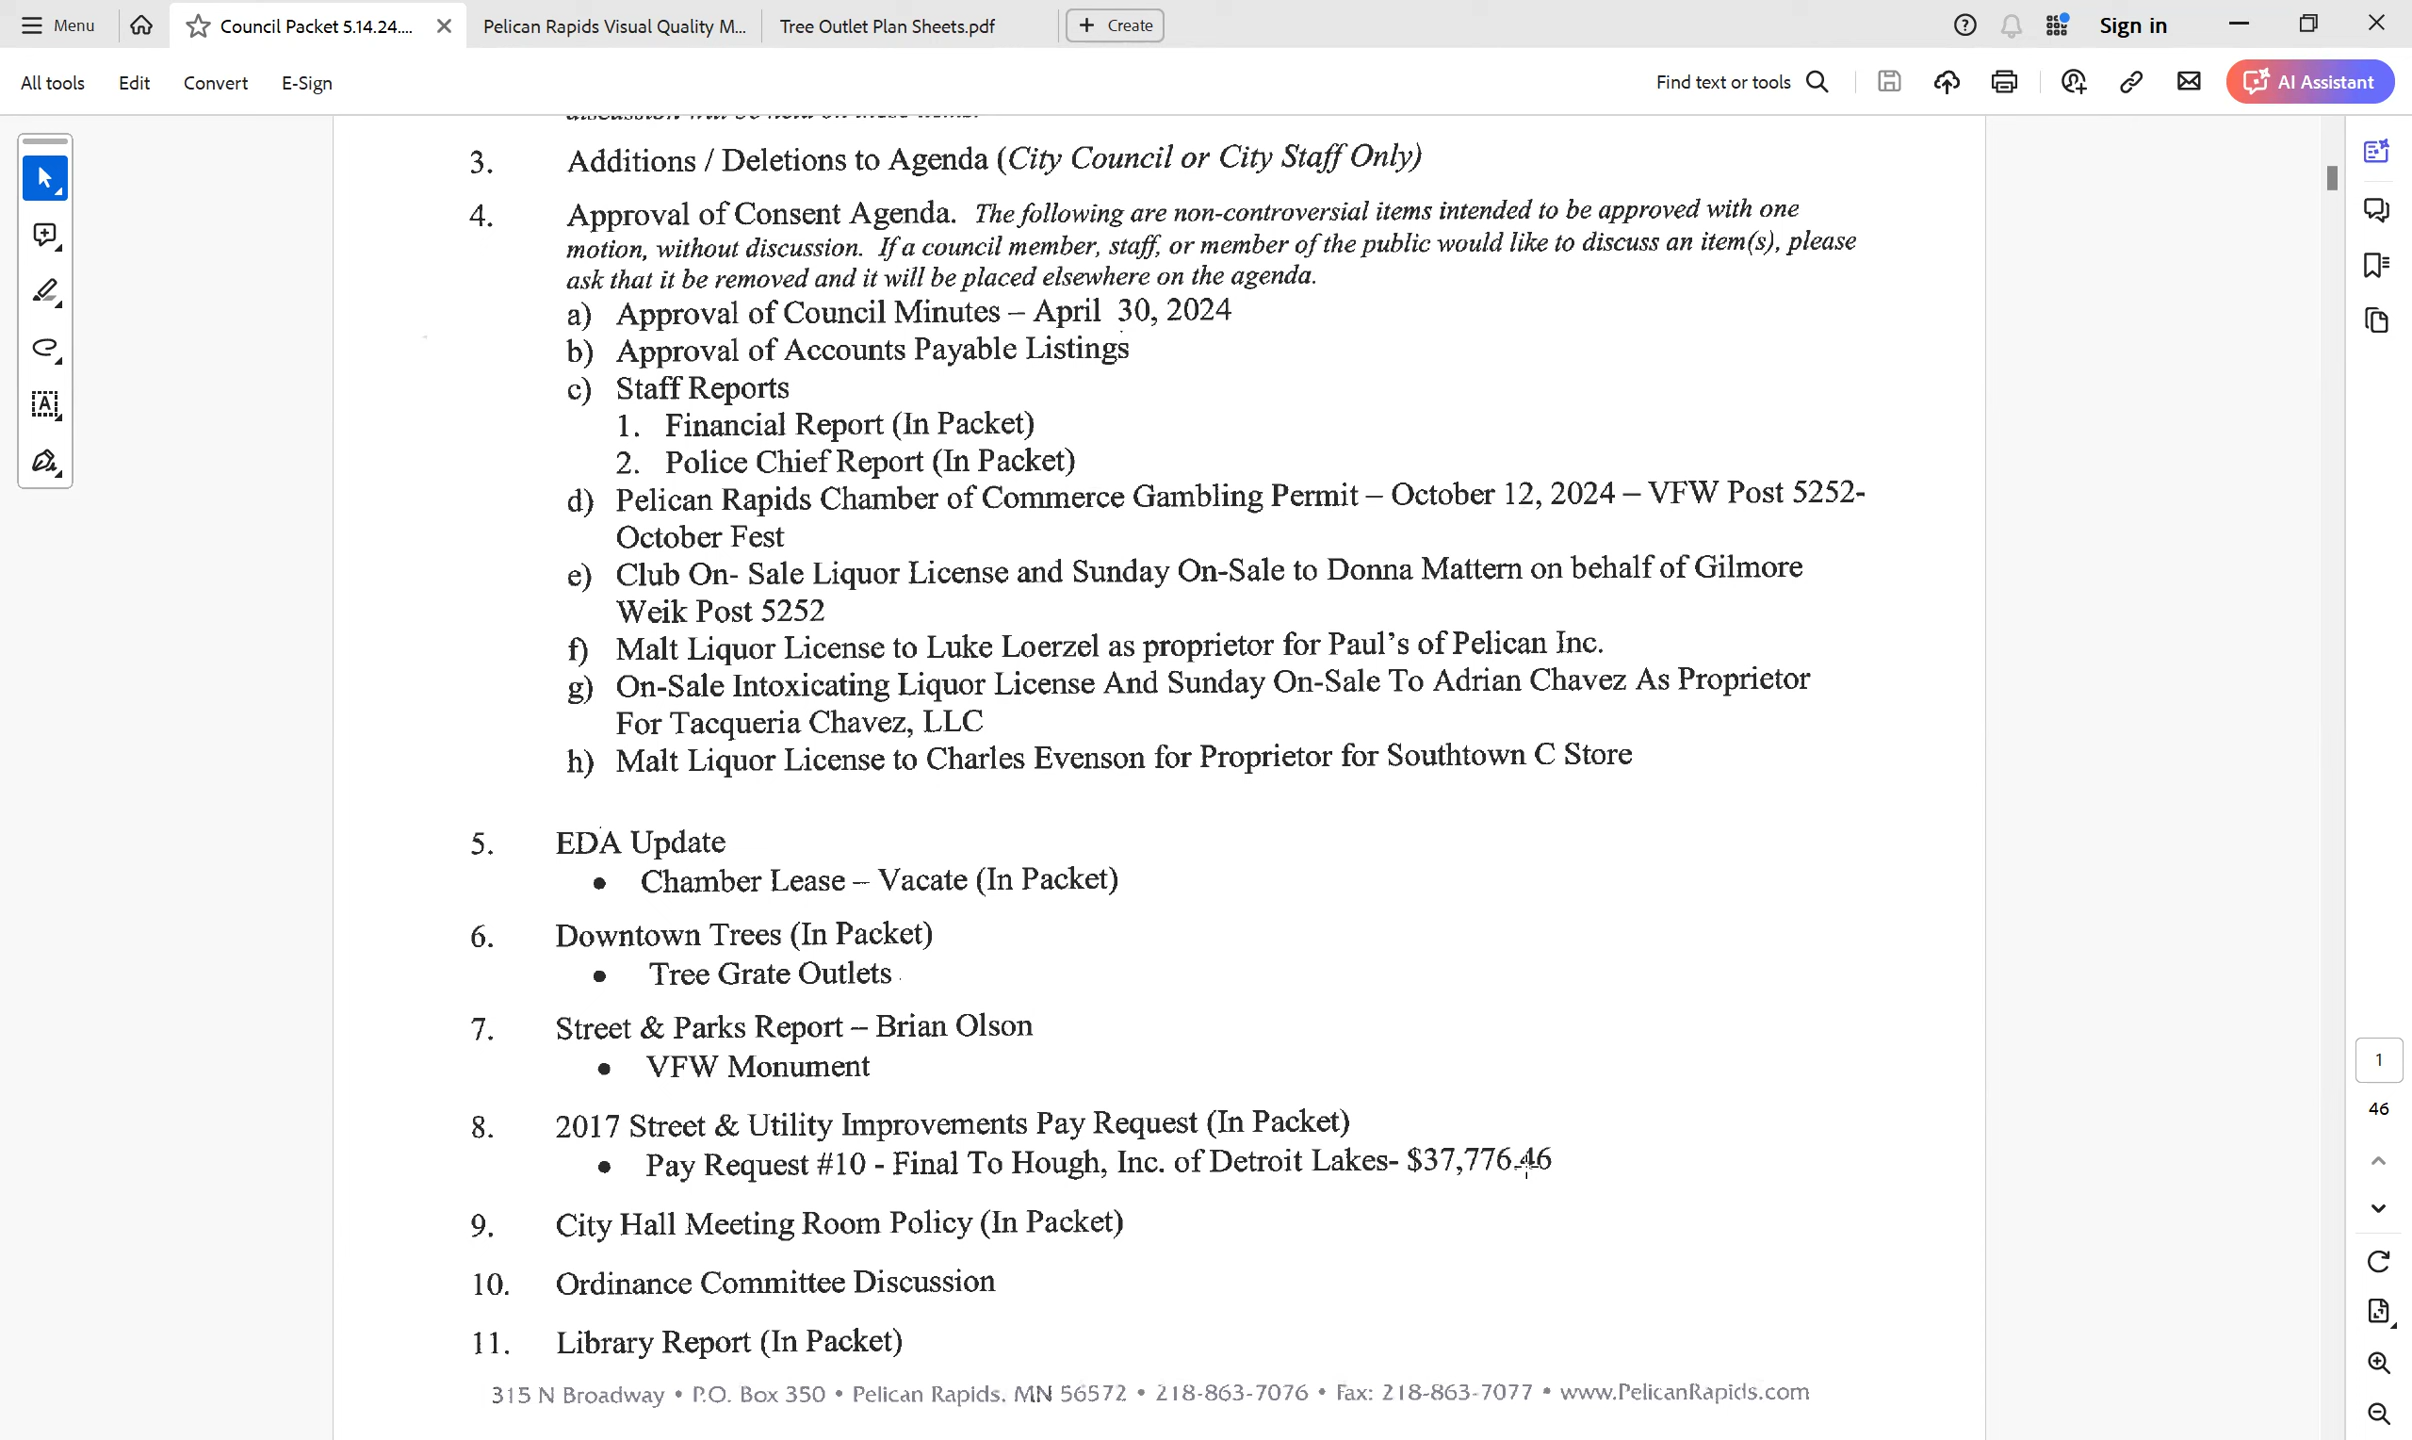 Menu
Council Packet 5.14.24....
Pelican Rapids Visual Quality M...
Tree Outlet Plan Sheets.pdf
Create
Sign in
All tools
Edit
Convert
E-Sign
Find text or tools
AI Assistant
3. Additions / Deletions to Agenda (City Council or City Staff Only)
4. Approval of Consent Agenda. The following are non-controversial items intended to be approved with one
motion, without discussion. If a council member, staff, or member of the public would like to discuss an item(s), please
ask that it be removed and it will be placed elsewhere on the agenda.
a) Approval of Council Minutes – April 30, 2024
b) Approval of Accounts Payable Listings
c) Staff Reports
1. Financial Report (In Packet)
2. Police Chief Report (In Packet)
d) Pelican Rapids Chamber of Commerce Gambling Permit – October 12, 2024 – VFW Post 5252-
October Fest
e) Club On- Sale Liquor License and Sunday On-Sale to Donna Mattern on behalf of Gilmore
Weik Post 5252
f) Malt Liquor License to Luke Loerzel as proprietor for Paul's of Pelican Inc.
g) On-Sale Intoxicating Liquor License And Sunday On-Sale To Adrian Chavez As Proprietor
For Tacqueria Chavez, LLC
h) Malt Liquor License to Charles Evenson for Proprietor for Southtown C Store
5. EDA Update
• Chamber Lease – Vacate (In Packet)
6. Downtown Trees (In Packet)
• Tree Grate Outlets
7. Street & Parks Report – Brian Olson
• VFW Monument
8. 2017 Street & Utility Improvements Pay Request (In Packet)
• Pay Request #10 - Final To Hough, Inc. of Detroit Lakes- $37,776.46
9. City Hall Meeting Room Policy (In Packet)
10. Ordinance Committee Discussion
11. Library Report (In Packet)
315 N Broadway • P.O. Box 350 • Pelican Rapids, MN 56572 • 218-863-7076 • Fax: 218-863-7077 • www.PelicanRapids.com
1
46